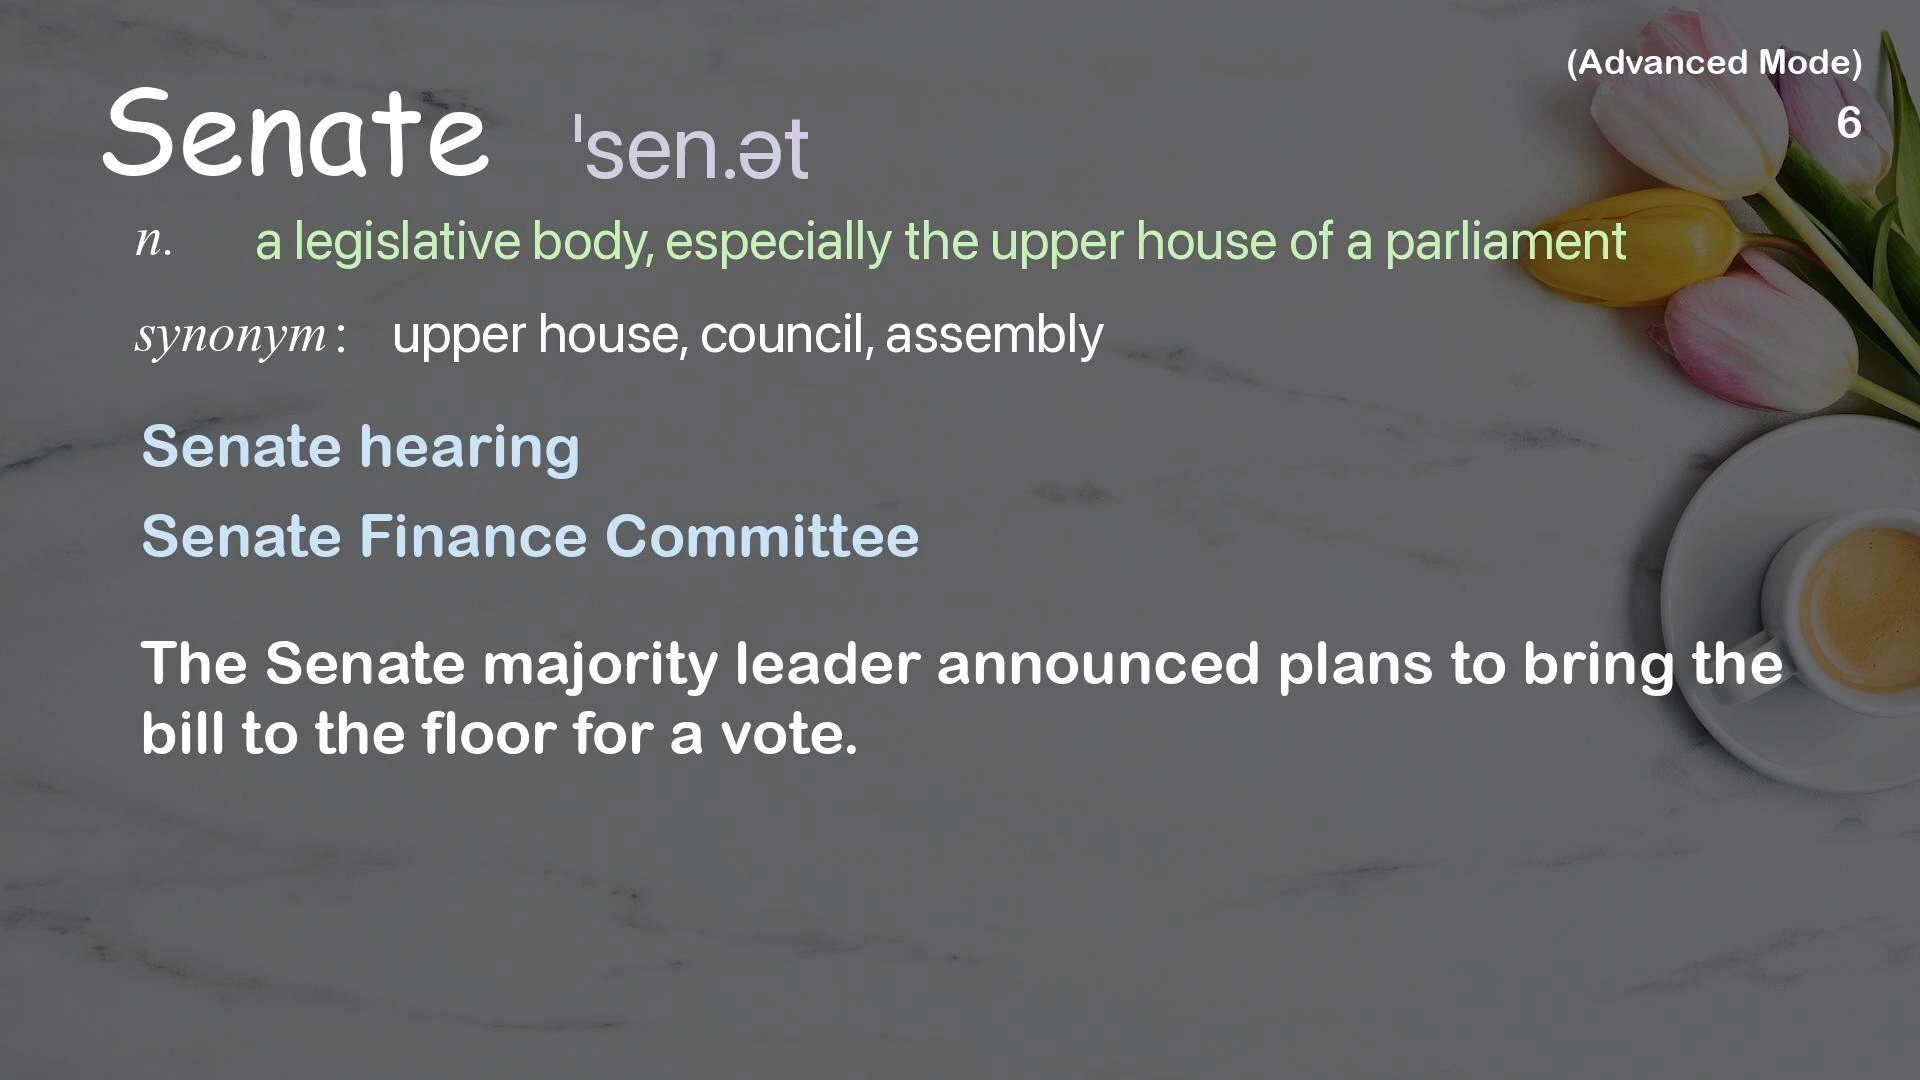 (Advanced Mode)
6
Senate ˈsen.ət
n. a legislative body, especially the upper house of a parliament
synonym: upper house, council, assembly
Senate hearing
Senate Finance Committee
The Senate majority leader announced plans to bring the
bill to the floor for a vote.